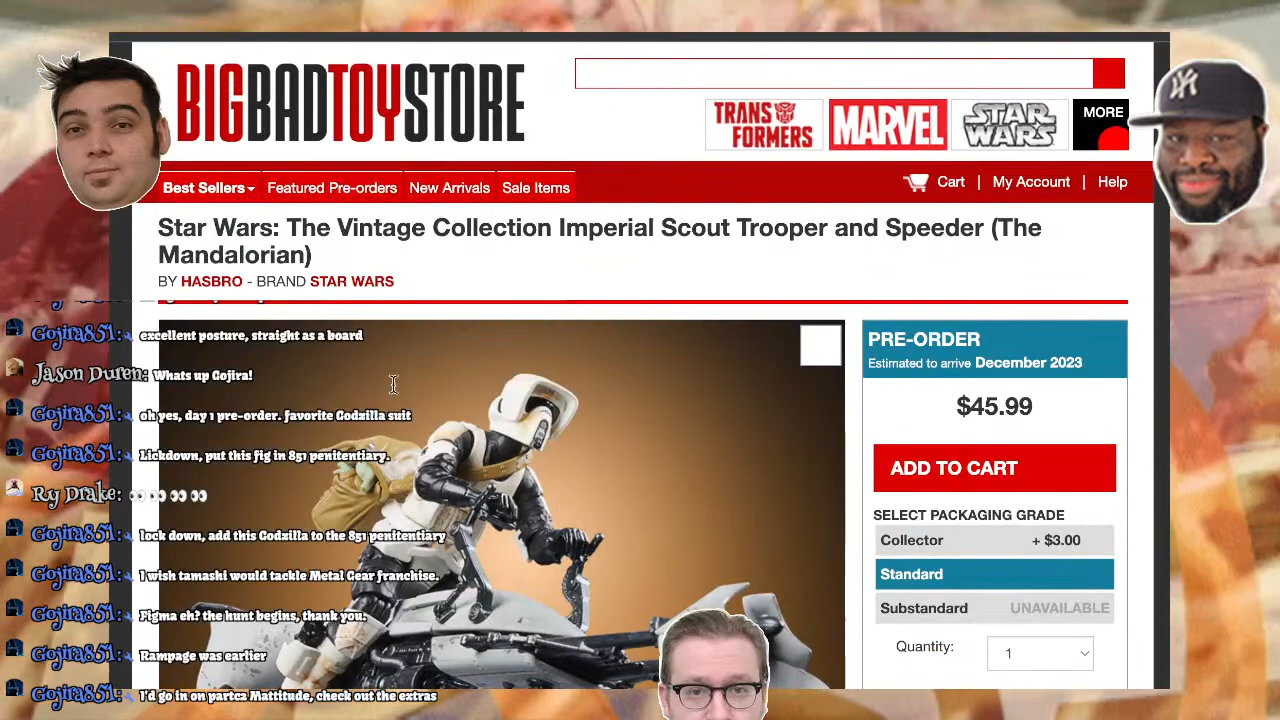 BIGBADTOYSTORE
TRANSFORMERS
MARVEL
STAR WARS
MORE
Best Sellers
Featured Pre-orders
New Arrivals
Sale Items
Cart | My Account | Help
Star Wars: The Vintage Collection Imperial Scout Trooper and Speeder (The
Mandalorian)
BY HASBRO - BRAND STAR WARS
Gojira851: excellent posture, straight as a board
Jason Duren: Whats up Gojira!
Gojira851: oh yes, day 1 pre-order. favorite Godzilla suit
Gojira851: Lickdown, put this fig in 851 penitentiary.
Ry Drake: 👀👀👀👀
Gojira851: lock down, add this Godzilla to the 851 penitentiary
Gojira851: I wish tamashi would tackle Metal Gear franchise.
Gojira851: Figma eh? the hunt begins, thank you.
Gojira851: Rampage was earlier
Gojira851: I'd go in on partca Mattitude, check out the extras
PRE-ORDER
Estimated to arrive December 2023
$45.99
ADD TO CART
SELECT PACKAGING GRADE
Collector + $3.00
Standard
Substandard UNAVAILABLE
Quantity: 1